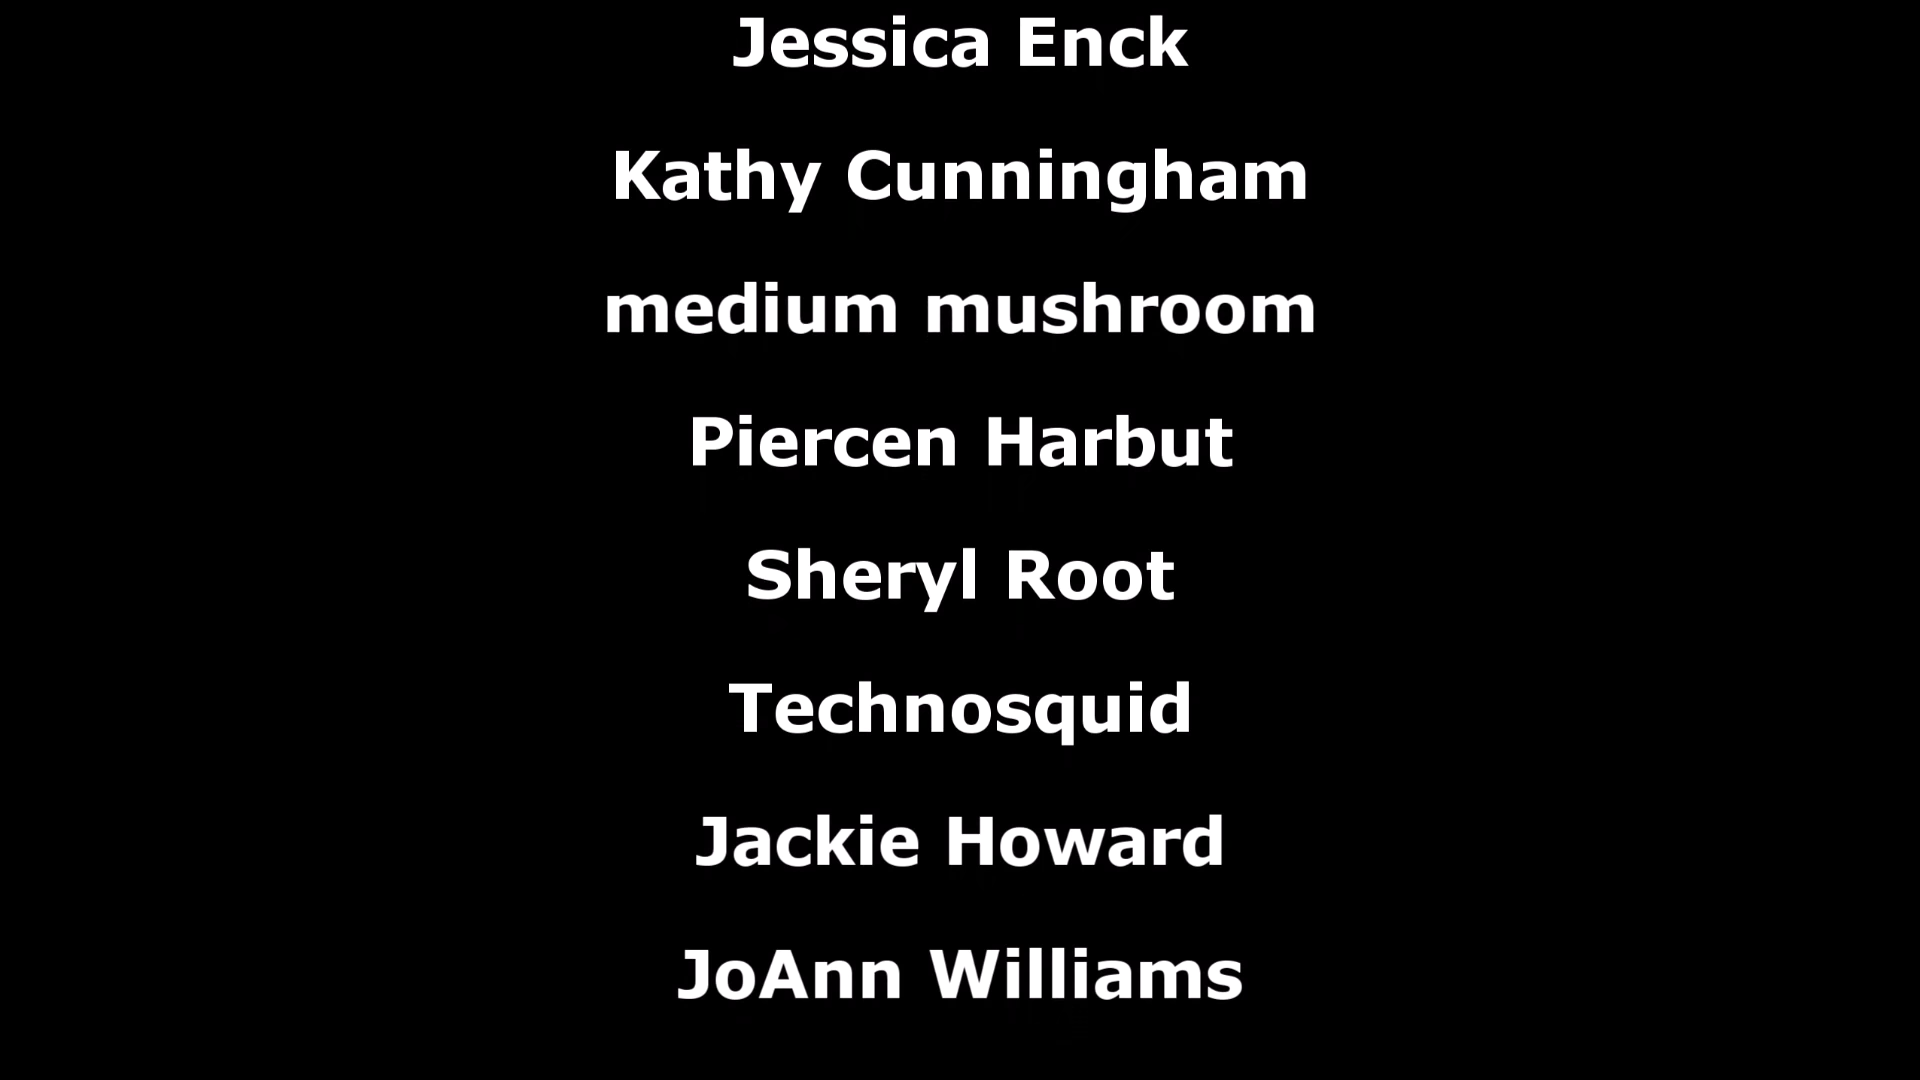 Jessica Enck
Kathy Cunningham
medium mushroom
Piercen Harbut
Sheryl Root
Technosquid
Jackie Howard
JoAnn Williams